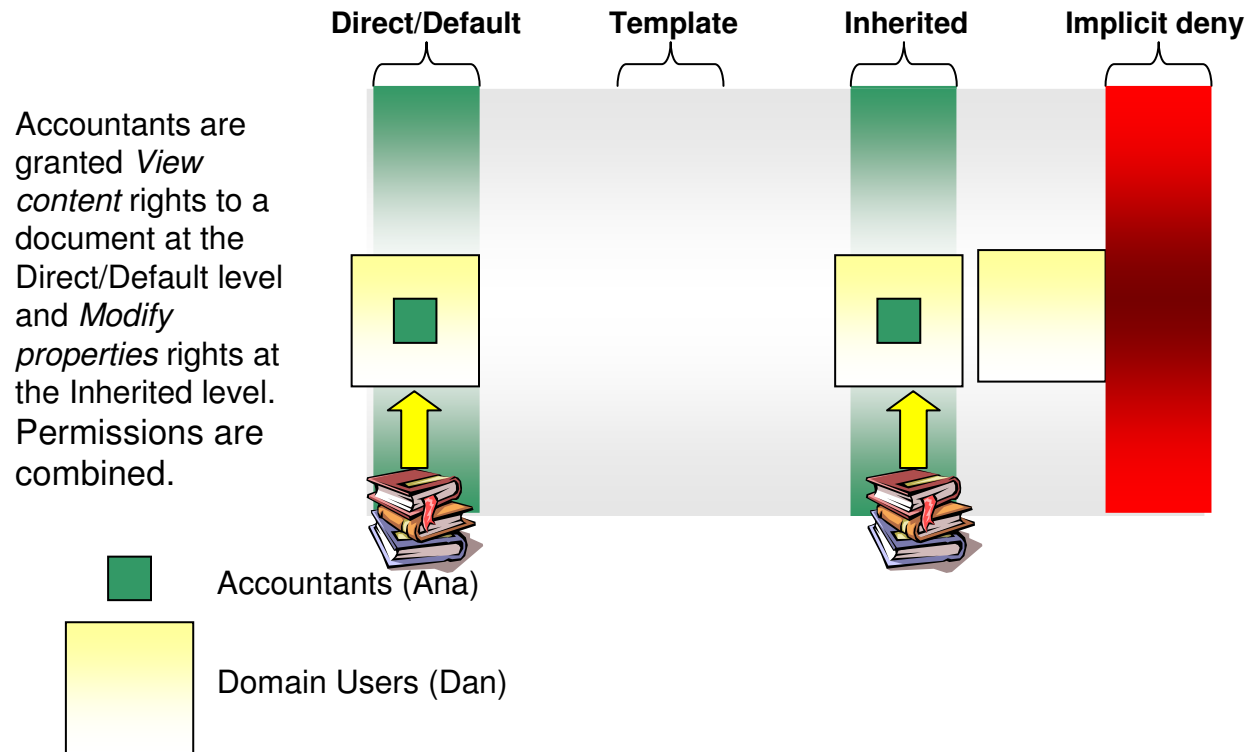 Direct/Default Template Inherited Implicit deny
Accountants are
granted View
content rights to a
document at the
Direct/Default level
and Modify
properties rights at
the Inherited level.
Permissions are
combined.
Accountants (Ana)
Domain Users (Dan)